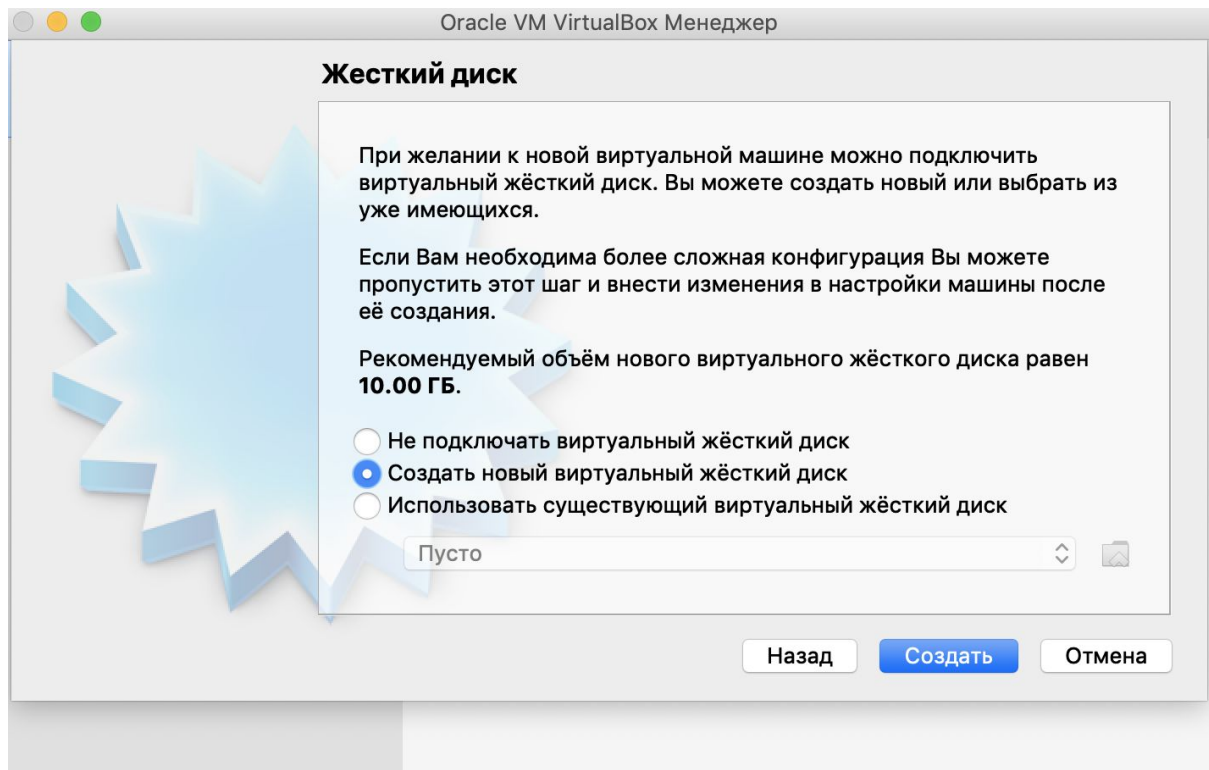 Oracle VM VirtualBox Менеджер
Жесткий диск
При желании к новой виртуальной машине можно подключить
виртуальный жёсткий диск. Вы можете создать новый или выбрать из
уже имеющихся.
Если Вам необходима более сложная конфигурация Вы можете
пропустить этот шаг и внести изменения в настройки машины после
её создания.
Рекомендуемый объём нового виртуального жёсткого диска равен
10.00 ГБ.
Не подключать виртуальный жёсткий диск
Создать новый виртуальный жёсткий диск
Использовать существующий виртуальный жёсткий диск
Пусто
Назад Создать Отмена